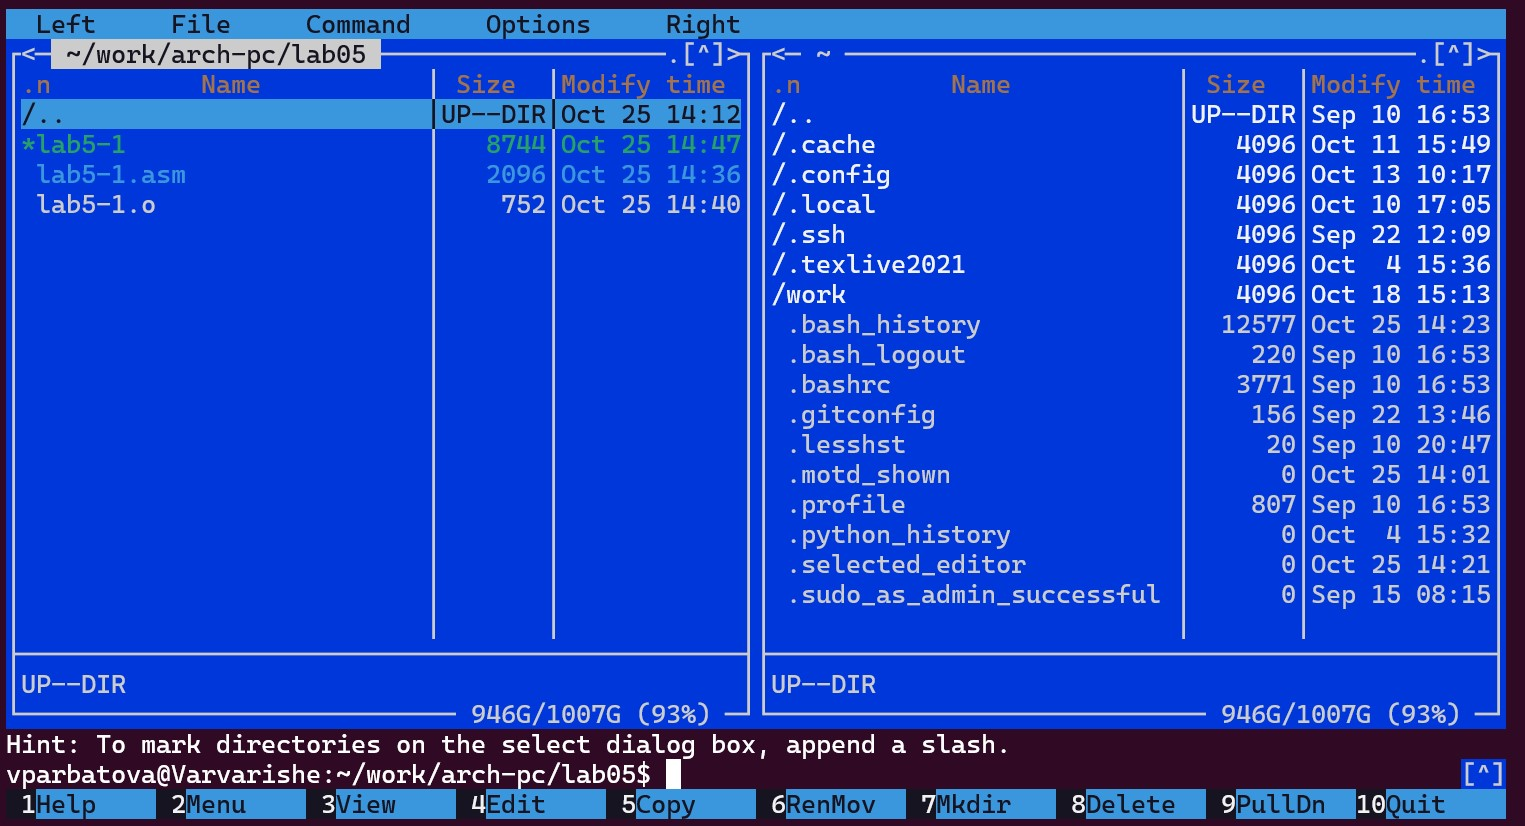 Left File Command Options Right
<─ ~/work/arch-pc/lab05 ─.[^]>
.n Name Size Modify time
/.. UP--DIR Oct 25 14:12
*lab5-1 8744 Oct 25 14:47
lab5-1.asm 2096 Oct 25 14:36
lab5-1.o 752 Oct 25 14:40
UP--DIR
946G/1007G (93%)
<─ ~ ─.[^]>
.n Name Size Modify time
/.. UP--DIR Sep 10 16:53
/.cache 4096 Oct 11 15:49
/.config 4096 Oct 13 10:17
/.local 4096 Oct 10 17:05
/.ssh 4096 Sep 22 12:09
/.texlive2021 4096 Oct 4 15:36
/work 4096 Oct 18 15:13
.bash_history 12577 Oct 25 14:23
.bash_logout 220 Sep 10 16:53
.bashrc 3771 Sep 10 16:53
.gitconfig 156 Sep 22 13:46
.lesshst 20 Sep 10 20:47
.motd_shown 0 Oct 25 14:01
.profile 807 Sep 10 16:53
.python_history 0 Oct 4 15:32
.selected_editor 0 Oct 25 14:21
.sudo_as_admin_successful 0 Sep 15 08:15
UP--DIR
946G/1007G (93%)
Hint: To mark directories on the select dialog box, append a slash.
vparbatova@Varvarishe:~/work/arch-pc/lab05$ [^]
1Help 2Menu 3View 4Edit 5Copy 6RenMov 7Mkdir 8Delete 9PullDn 10Quit